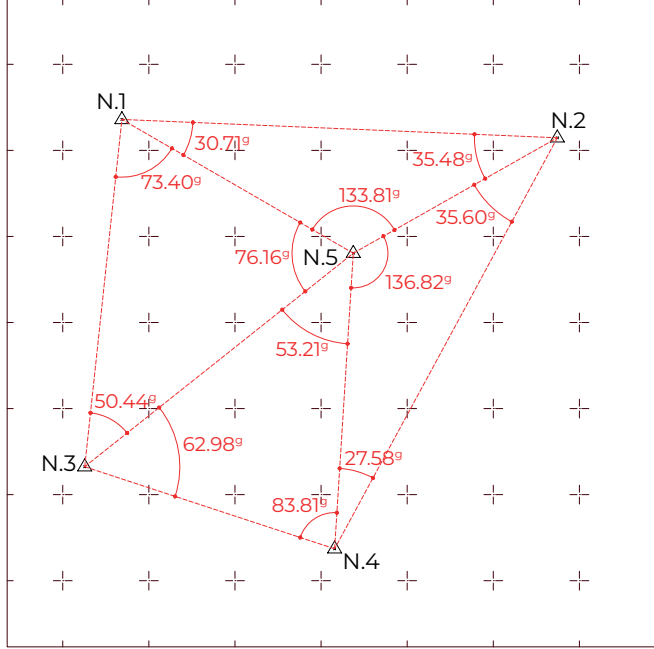 N.1
N.2
30.71ᵍ
35.48ᵍ
73.40ᵍ
133.81ᵍ
35.60ᵍ
76.16ᵍ
N.5
136.82ᵍ
53.21ᵍ
50.44ᵍ
62.98ᵍ
27.58ᵍ
N.3
83.81ᵍ
N.4